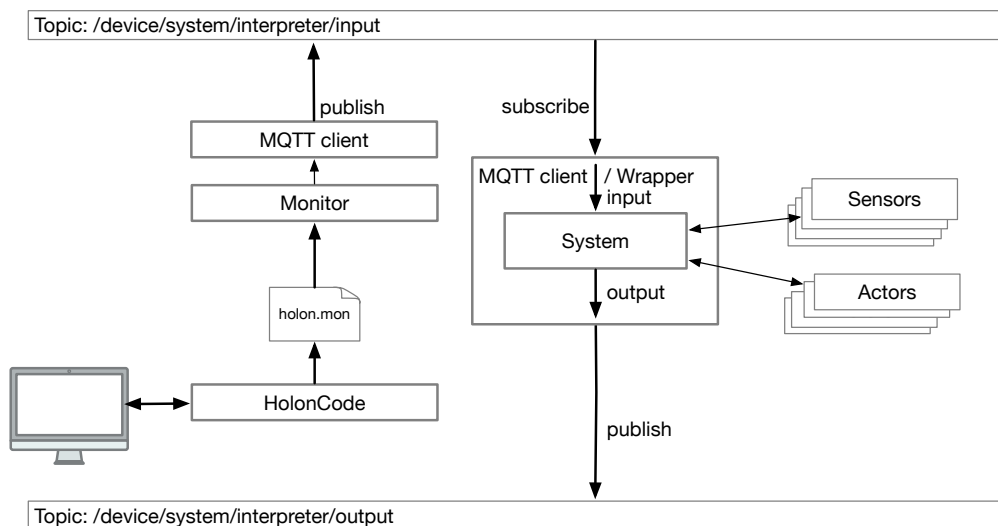 Topic: /device/system/interpreter/input
publish
subscribe
MQTT client
MQTT client / Wrapper
input
Monitor
Sensors
System
output
Actors
holon.mon
HolonCode
publish
Topic: /device/system/interpreter/output